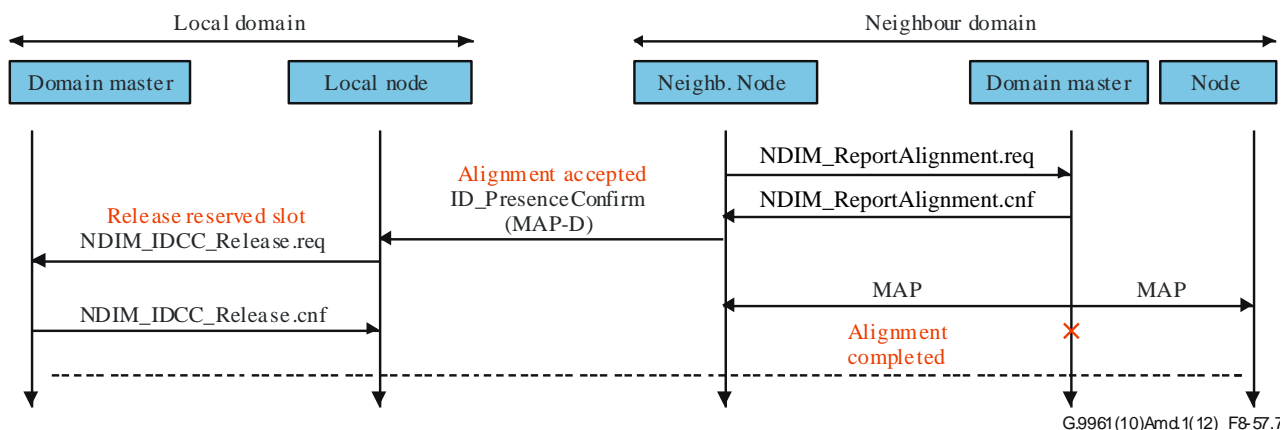 Local domain
Neighbour domain
Domain master
Local node
Neighb. Node
Domain master
Node
NDIM_ReportAlignment.req
Alignment accepted
ID_PresenceConfirm
(MAP-D)
NDIM_ReportAlignment.cnf
Release reserved slot
NDIM_IDCC_Release.req
MAP
MAP
NDIM_IDCC_Release.cnf
Alignment
completed
G.9961(10)Amd.1(12)_F8-57.7